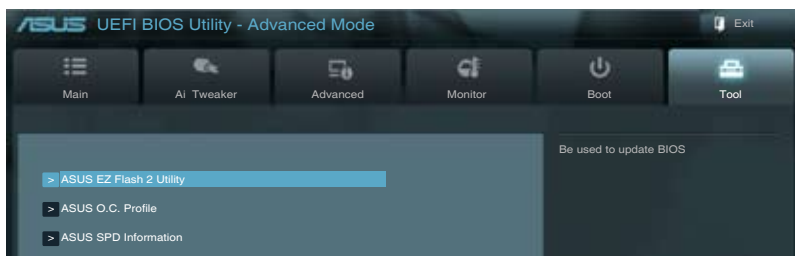 ASUS UEFI BIOS Utility - Advanced Mode
Exit
Main
Ai Tweaker
Advanced
Monitor
Boot
Tool
Be used to update BIOS
> ASUS EZ Flash 2 Utility
> ASUS O.C. Profile
> ASUS SPD Information